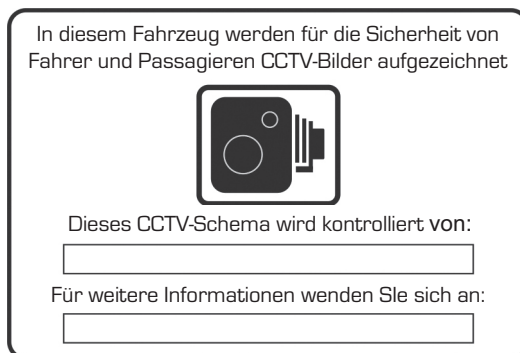 In diesem Fahrzeug werden für die Sicherheit von
Fahrer und Passagieren CCTV-Bilder aufgezeichnet
Dieses CCTV-Schema wird kontrolliert von:
Für weitere Informationen wenden SIe sich an: